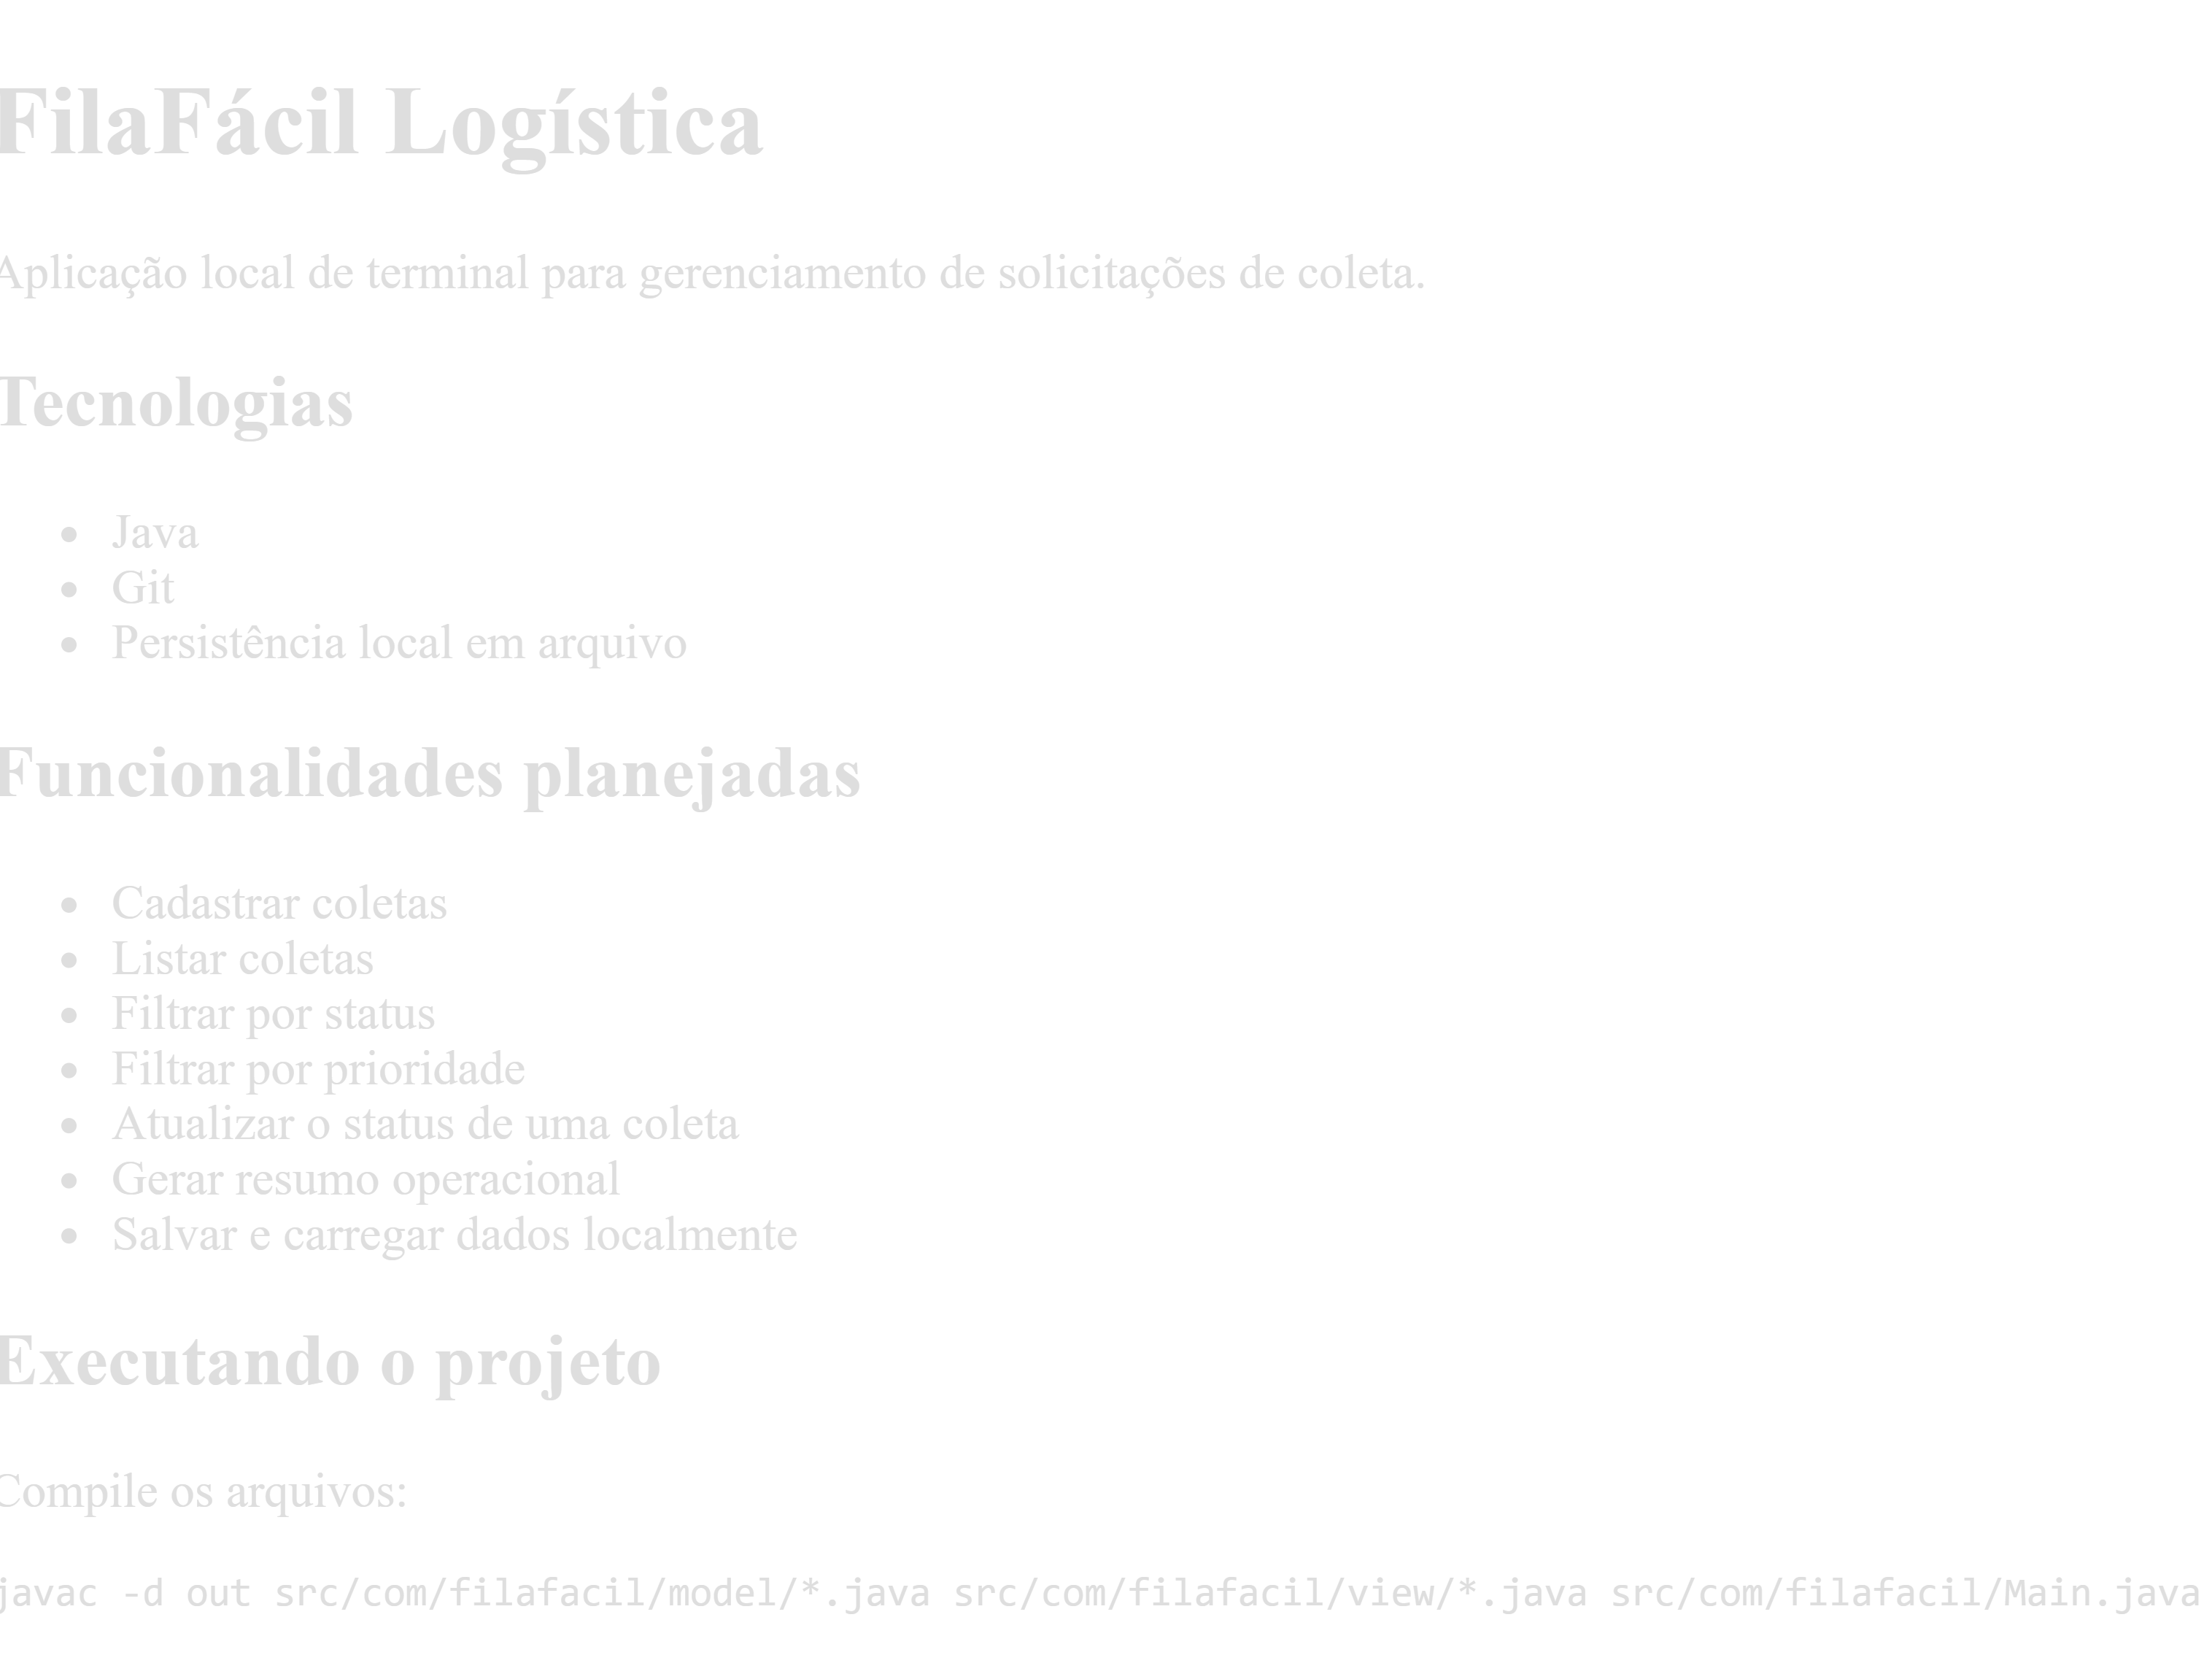 FilaFácil Logística
Aplicação local de terminal para gerenciamento de solicitações de coleta.
Tecnologias
• Java
• Git
• Persistência local em arquivo
Funcionalidades planejadas
• Cadastrar coletas
• Listar coletas
• Filtrar por status
• Filtrar por prioridade
• Atualizar o status de uma coleta
• Gerar resumo operacional
• Salvar e carregar dados localmente
Executando o projeto
Compile os arquivos:
javac -d out src/com/filafacil/model/*.java src/com/filafacil/view/*.java src/com/filafacil/Main.java